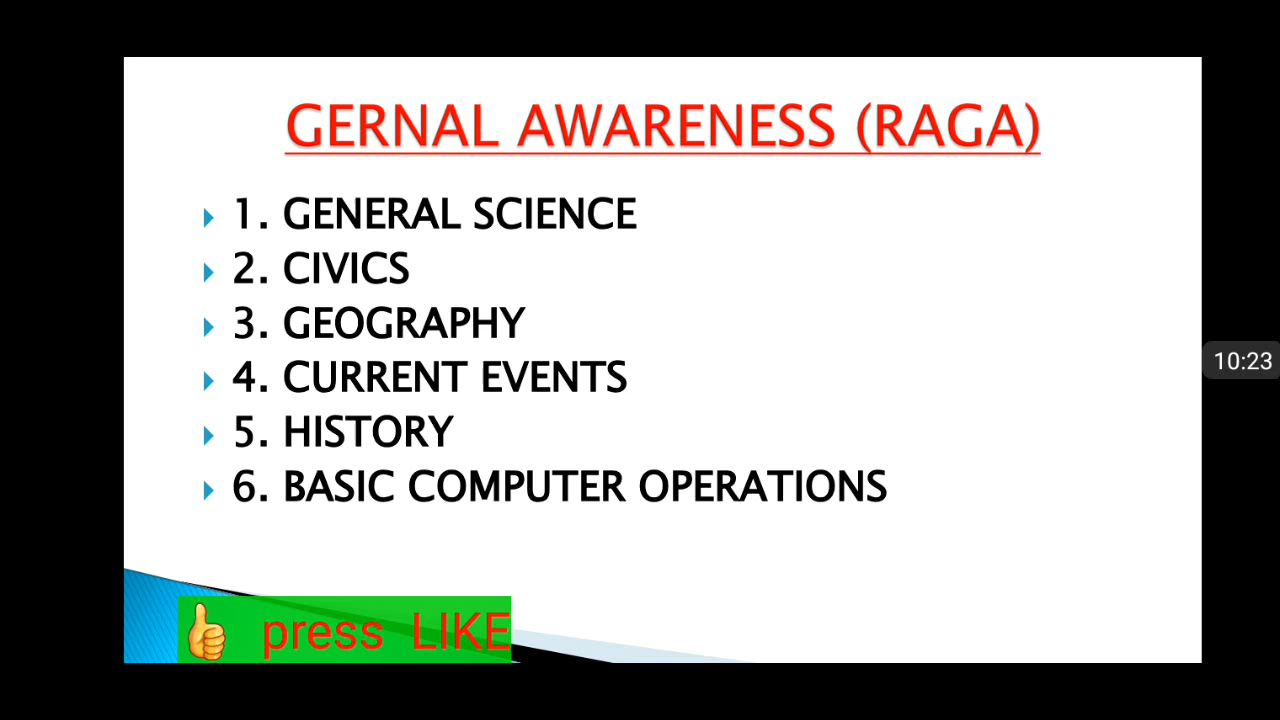 GERNAL AWARENESS (RAGA)
1. GENERAL SCIENCE
2. CIVICS
3. GEOGRAPHY
4. CURRENT EVENTS
5. HISTORY
6. BASIC COMPUTER OPERATIONS
10:23
press LIKE